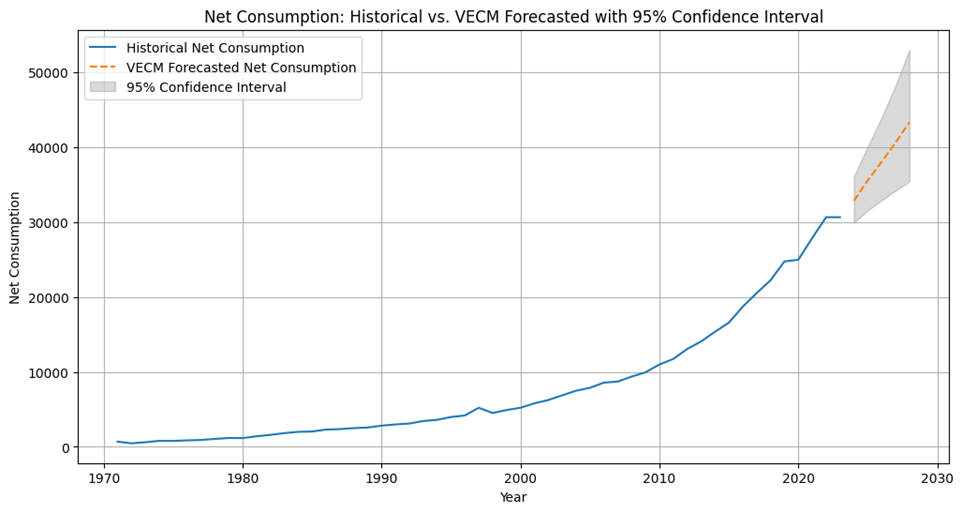 Net Consumption: Historical vs. VECM Forecasted with 95% Confidence Interval
Historical Net Consumption
VECM Forecasted Net Consumption
95% Confidence Interval
50000
40000
30000
20000
10000
0
Net Consumption
1970 1980 1990 2000 2010 2020 2030
Year